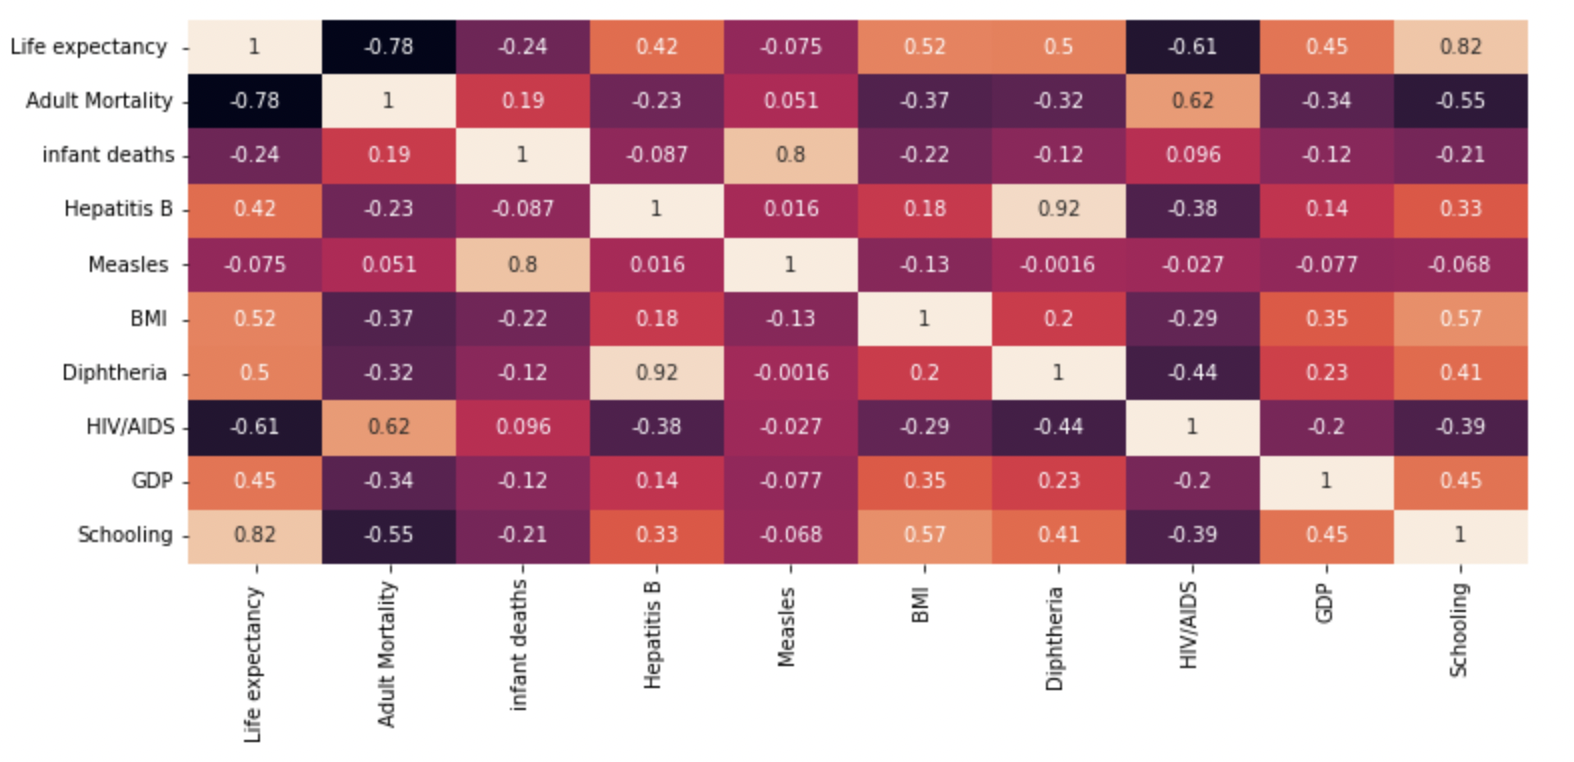 Life expectancy 1 -0.78 -0.24 0.42 -0.075 0.52 0.5 -0.61 0.45 0.82
Adult Mortality -0.78 1 0.19 -0.23 0.051 -0.37 -0.32 0.62 -0.34 -0.55
infant deaths -0.24 0.19 1 -0.087 0.8 -0.22 -0.12 0.096 -0.12 -0.21
Hepatitis B 0.42 -0.23 -0.087 1 0.016 0.18 0.92 -0.38 0.14 0.33
Measles -0.075 0.051 0.8 0.016 1 -0.13 -0.0016 -0.027 -0.077 -0.068
BMI 0.52 -0.37 -0.22 0.18 -0.13 1 0.2 -0.29 0.35 0.57
Diphtheria 0.5 -0.32 -0.12 0.92 -0.0016 0.2 1 -0.44 0.23 0.41
HIV/AIDS -0.61 0.62 0.096 -0.38 -0.027 -0.29 -0.44 1 -0.2 -0.39
GDP 0.45 -0.34 -0.12 0.14 -0.077 0.35 0.23 -0.2 1 0.45
Schooling 0.82 -0.55 -0.21 0.33 -0.068 0.57 0.41 -0.39 0.45 1
Life expectancy
Adult Mortality
infant deaths
Hepatitis B
Measles
BMI
Diphtheria
HIV/AIDS
GDP
Schooling